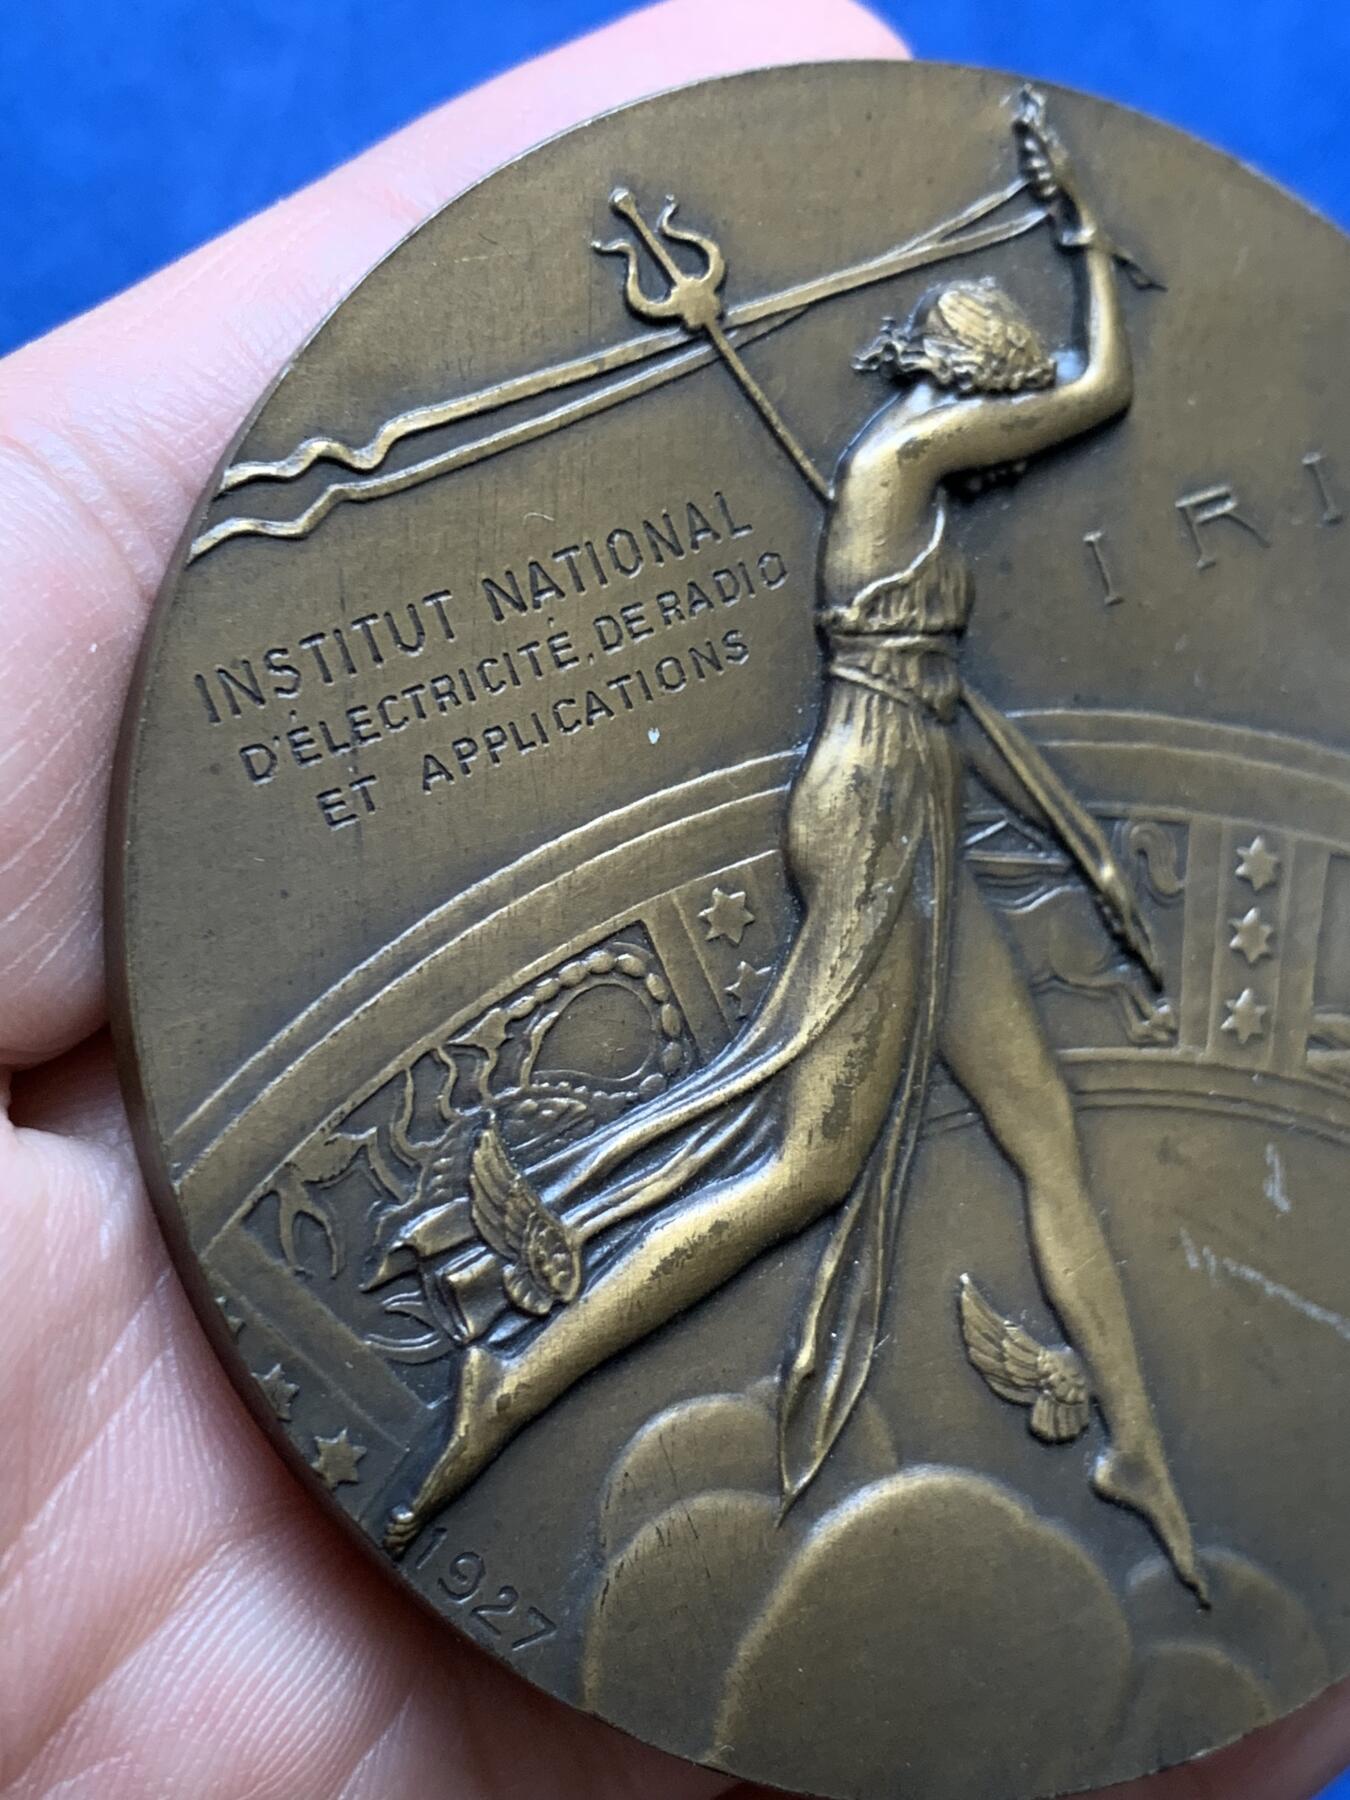 INSTITUT NATIONAL
D'ÉLECTRICITÉ, DE RADIO
ET APPLICATIONS
IRI
1927